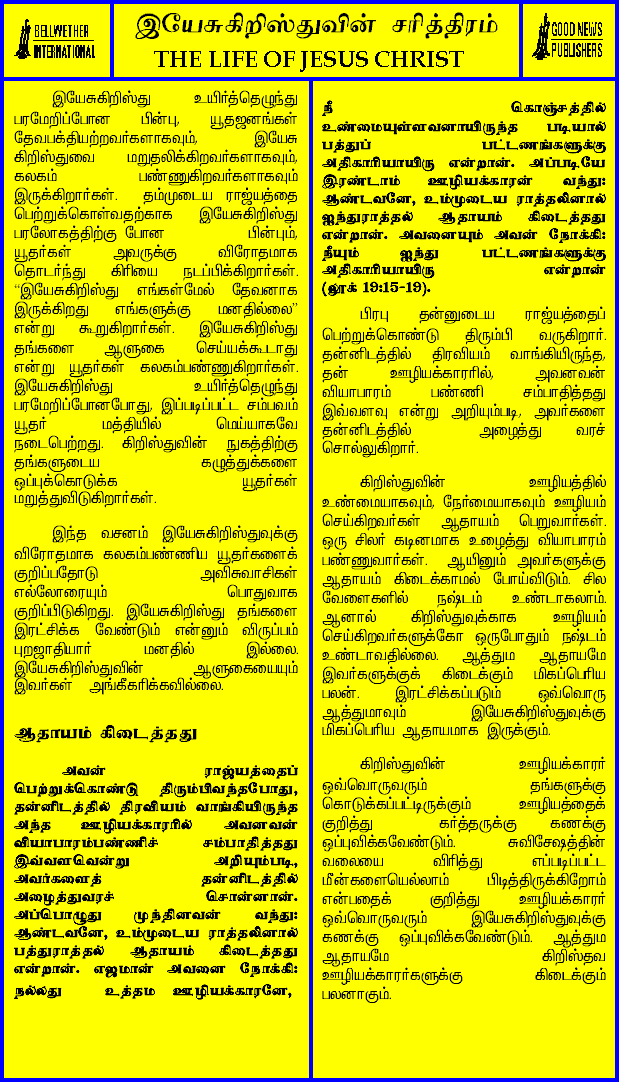 BELLWETHER
INTERNATIONAL
இயேசுகிறிஸ்துவின் சரித்திரம்
THE LIFE OF JESUS CHRIST
GOOD NEWS
PUBLISHERS
இயேசுகிறிஸ்து உயிர்த்தெழுந்து
பரமேறிப்போன பின்பு, யூதஜனங்கள்
தேவபக்தியற்றவர்களாகவும், இயேசு
கிறிஸ்துவை மறுதலிக்கிறவர்களாகவும்,
கலகம் பண்ணுகிறவர்களாகவும்
இருக்கிறார்கள். தம்முடைய ராஜ்யத்தை
பெற்றுக்கொள்வதற்காக இயேசுகிறிஸ்து
பரலோகத்திற்கு போன பின்பும்,
யூதர்கள் அவருக்கு விரோதமாக
தொடர்ந்து கிரியை நடப்பிக்கிறார்கள்.
“இயேசுகிறிஸ்து எங்கள்மேல் தேவனாக
இருக்கிறது எங்களுக்கு மனதில்லை”
என்று கூறுகிறார்கள். இயேசுகிறிஸ்து
தங்களை ஆளுகை செய்யக்கூடாது
என்று யூதர்கள் கலகம்பண்ணுகிறார்கள்.
இயேசுகிறிஸ்து உயிர்த்தெழுந்து
பரமேறிப்போனபோது, இப்படிப்பட்ட சம்பவம்
யூதர் மத்தியில் மெய்யாகவே
நடைபெற்றது. கிறிஸ்துவின் நுகத்திற்கு
தங்களுடைய கழுத்துக்களை
ஒப்புக்கொடுக்க யூதர்கள்
மறுத்துவிடுகிறார்கள்.
இந்த வசனம் இயேசுகிறிஸ்துவுக்கு
விரோதமாக கலகம்பண்ணிய யூதர்களைக்
குறிப்பதோடு அவிசுவாசிகள்
எல்லோரையும் பொதுவாக
குறிப்பிடுகிறது. இயேசுகிறிஸ்து தங்களை
இரட்சிக்க வேண்டும் என்னும் விருப்பம்
புறஜாதியார் மனதில் இல்லை.
இயேசுகிறிஸ்துவின் ஆளுகையையும்
இவர்கள் அங்கீகரிக்கவில்லை.
ஆதாயம் கிடைத்தது
அவன் ராஜ்யத்தைப்
பெற்றுக்கொண்டு திரும்பிவந்தபோது,
தன்னிடத்தில் திரவியம் வாங்கியிருந்த
அந்த ஊழியக்காரரில் அவனவன்
வியாபாரம்பண்ணிச் சம்பாதித்தது
இவ்வளவென்று அறியும்படி,
அவர்களைத் தன்னிடத்தில்
அழைத்துவரச் சொன்னான்.
அப்பொழுது முந்தினவன் வந்து:
ஆண்டவனே, உம்முடைய ராத்தலினால்
பத்துராத்தல் ஆதாயம் கிடைத்தது
என்றான். எஜமான் அவனை நோக்கி:
நல்லது உத்தம ஊழியக்காரனே,
நீ கொஞ்சத்தில்
உண்மையுள்ளவனாயிருந்த படியால்
பத்துப் பட்டணங்களுக்கு
அதிகாரியாயிரு என்றான். அப்படியே
இரண்டாம் ஊழியக்காரன் வந்து:
ஆண்டவனே, உம்முடைய ராத்தலினால்
ஐந்துராத்தல் ஆதாயம் கிடைத்தது
என்றான். அவனையும் அவன் நோக்கி:
நீயும் ஐந்து பட்டணங்களுக்கு
அதிகாரியாயிரு என்றான்
(லூக் 19:15-19).
பிரபு தன்னுடைய ராஜ்யத்தைப்
பெற்றுக்கொண்டு திரும்பி வருகிறார்.
தன்னிடத்தில் திரவியம் வாங்கியிருந்த,
தன் ஊழியக்காரரில், அவனவன்
வியாபாரம் பண்ணி சம்பாதித்தது
இவ்வளவு என்று அறியும்படி, அவர்களை
தன்னிடத்தில் அழைத்து வரச்
சொல்லுகிறார்.
கிறிஸ்துவின் ஊழியத்தில்
உண்மையாகவும், நேர்மையாகவும் ஊழியம்
செய்கிறவர்கள் ஆதாயம் பெறுவார்கள்.
ஒரு சிலர் கடினமாக உழைத்து வியாபாரம்
பண்ணுவார்கள். ஆயினும் அவர்களுக்கு
ஆதாயம் கிடைக்காமல் போய்விடும். சில
வேளைகளில் நஷ்டம் உண்டாகலாம்.
ஆனால் கிறிஸ்துவுக்காக ஊழியம்
செய்கிறவர்களுக்கோ ஒருபோதும் நஷ்டம்
உண்டாவதில்லை. ஆத்தும ஆதாயமே
இவர்களுக்குக் கிடைக்கும் மிகப்பெரிய
பலன். இரட்சிக்கப்படும் ஒவ்வொரு
ஆத்துமாவும் இயேசுகிறிஸ்துவுக்கு
மிகப்பெரிய ஆதாயமாக இருக்கும்.
கிறிஸ்துவின் ஊழியக்காரர்
ஒவ்வொருவரும் தங்களுக்கு
கொடுக்கப்பட்டிருக்கும் ஊழியத்தைக்
குறித்து கர்த்தருக்கு கணக்கு
ஒப்புவிக்கவேண்டும். சுவிசேஷத்தின்
வலையை விரித்து எப்படிப்பட்ட
மீன்களையெல்லாம் பிடித்திருக்கிறோம்
என்பதைக் குறித்து ஊழியக்காரர்
ஒவ்வொருவரும் இயேசுகிறிஸ்துவுக்கு
கணக்கு ஒப்புவிக்கவேண்டும். ஆத்தும
ஆதாயமே கிறிஸ்தவ
ஊழியக்காரர்களுக்கு கிடைக்கும்
பலனாகும்.